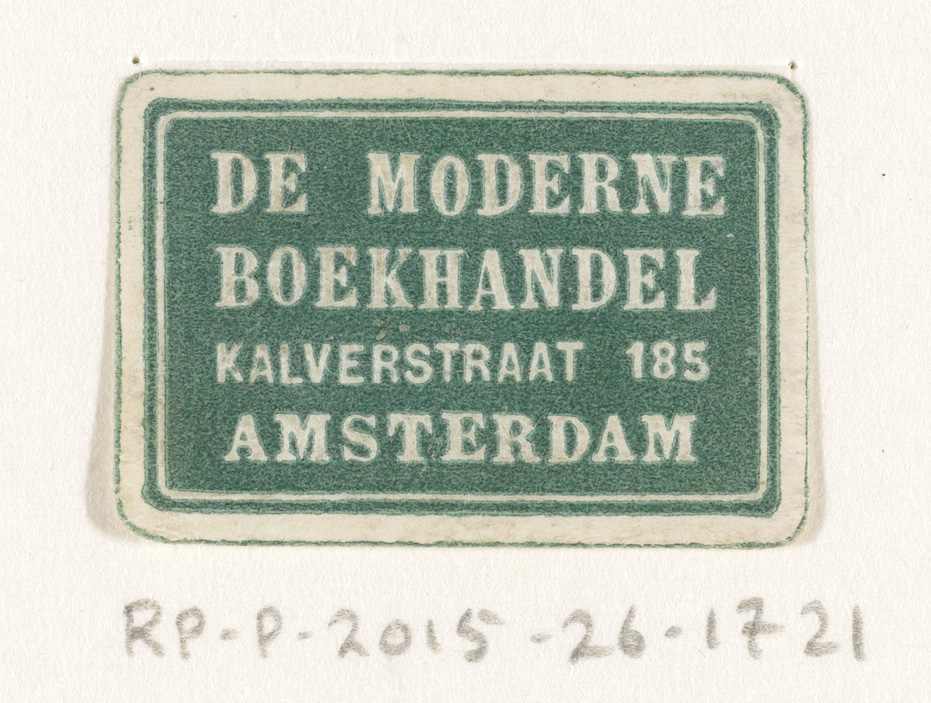 DE MODERNE
BOEKHANDEL
KALVERSTRAAT 185
AMSTERDAM
RP-P-2015-26-1721